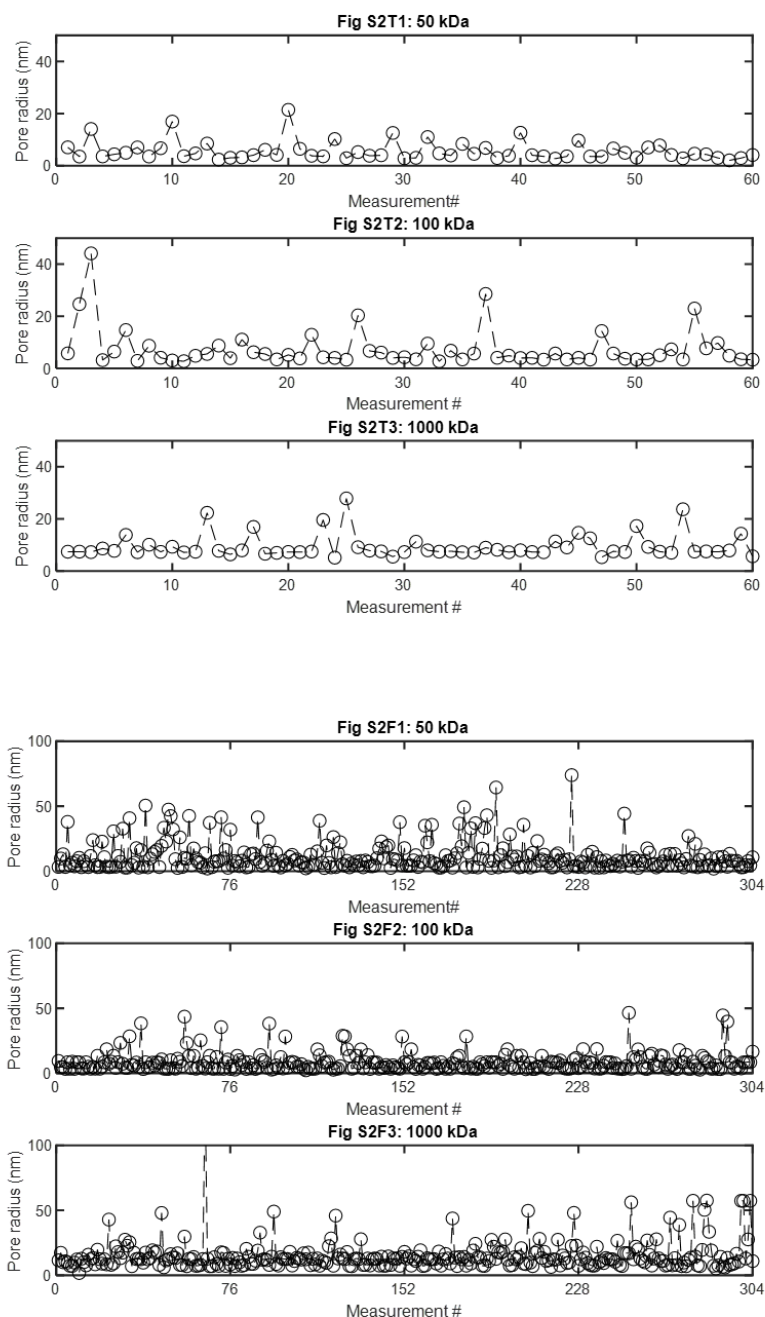 Fig S2T1: 50 kDa
Pore radius (nm)
40
20
0
0 10 20 30 40 50 60
Measurement#
Fig S2T2: 100 kDa
Pore radius (nm)
40
20
0
0 10 20 30 40 50 60
Measurement #
Fig S2T3: 1000 kDa
Pore radius (nm)
40
20
0
0 10 20 30 40 50 60
Measurement #
Fig S2F1: 50 kDa
Pore radius (nm)
100
50
0
0 76 152 228 304
Measurement#
Fig S2F2: 100 kDa
Pore radius (nm)
100
50
0
0 76 152 228 304
Measurement #
Fig S2F3: 1000 kDa
Pore radius (nm)
100
50
0
0 76 152 228 304
Measurement #